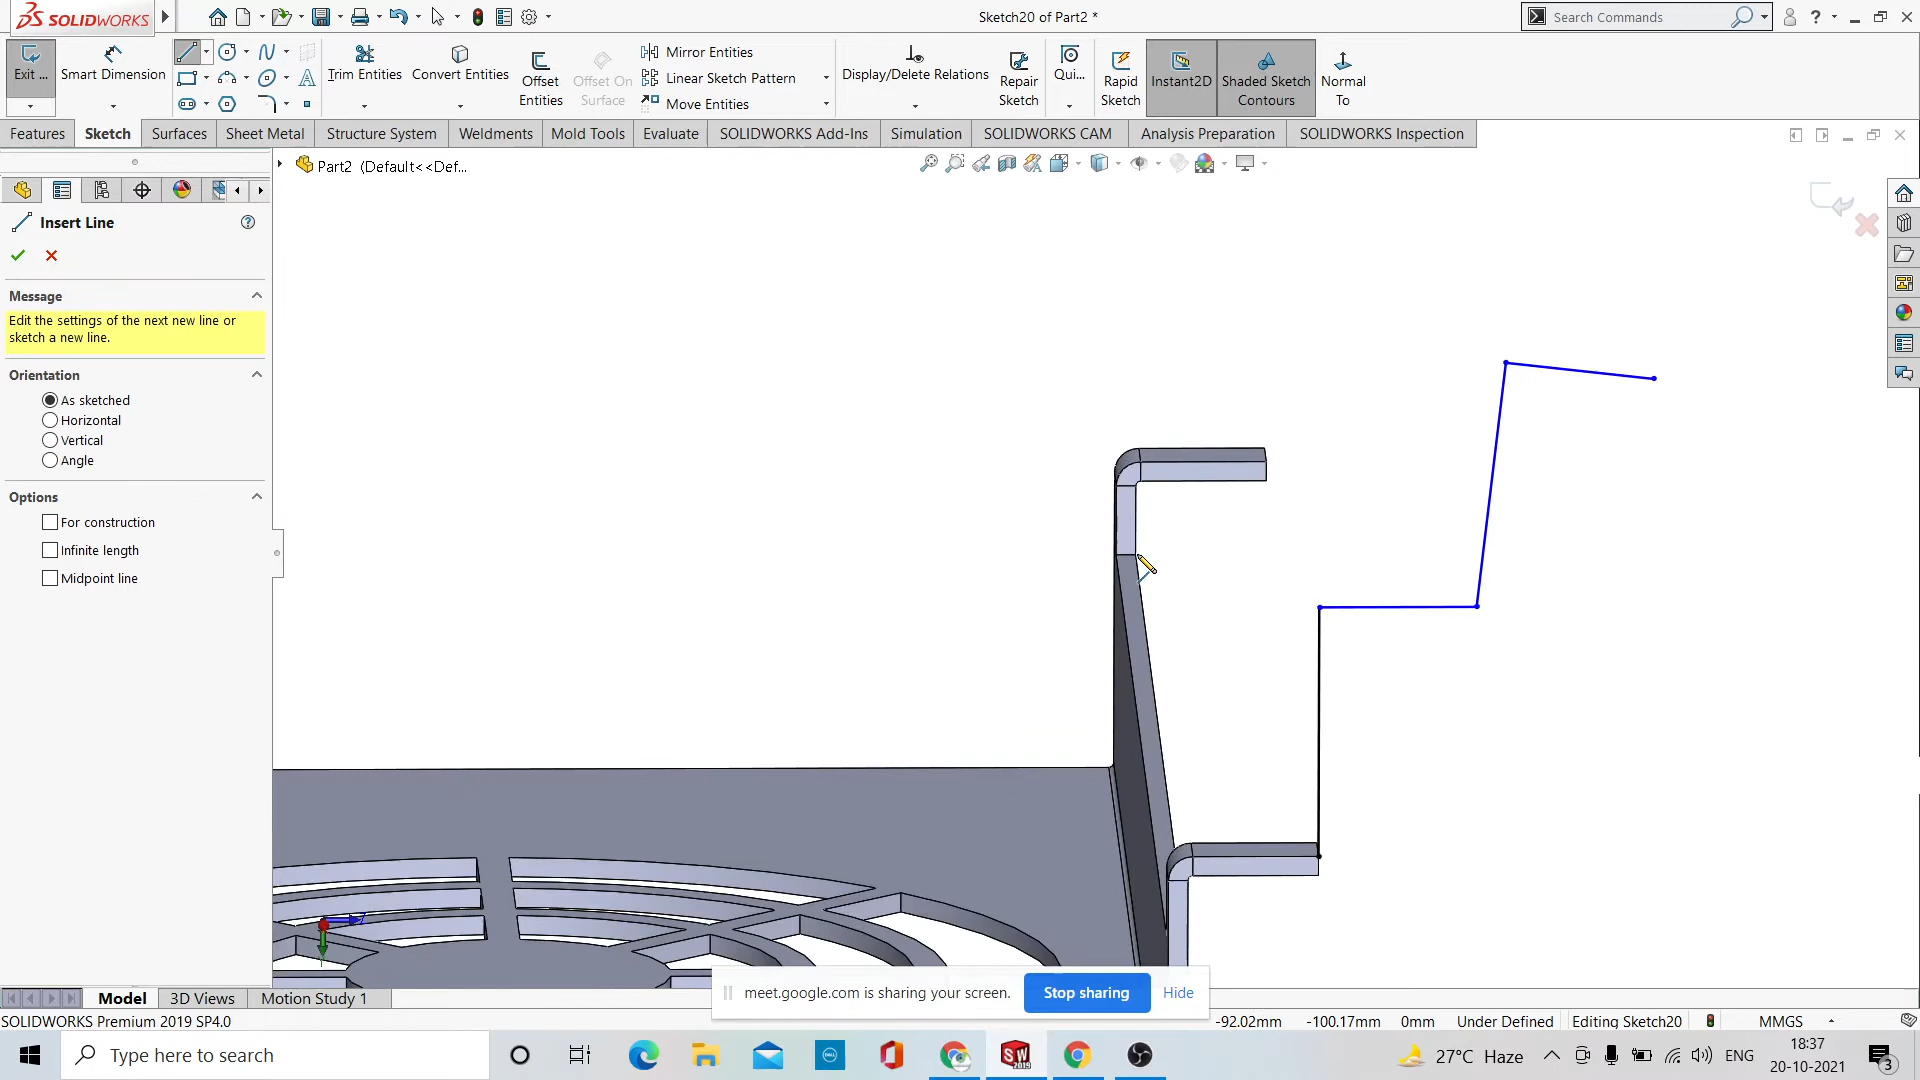 SOLIDWORKS
Sketch20 of Part2 *
Search Commands
Exit ...
Smart Dimension
Trim Entities
Convert Entities
Offset Entities
Offset On Surface
Mirror Entities
Linear Sketch Pattern
Move Entities
Display/Delete Relations
Repair Sketch
Qui...
Rapid Sketch
Instant2D
Shaded Sketch Contours
Normal To
Features
Sketch
Surfaces
Sheet Metal
Structure System
Weldments
Mold Tools
Evaluate
SOLIDWORKS Add-Ins
Simulation
SOLIDWORKS CAM
Analysis Preparation
SOLIDWORKS Inspection
Part2 (Default<<Def...
Insert Line
Message
Edit the settings of the next new line or
sketch a new line.
Orientation
As sketched
Horizontal
Vertical
Angle
Options
For construction
Infinite length
Midpoint line
meet.google.com is sharing your screen.
Stop sharing
Hide
Model
3D Views
Motion Study 1
SOLIDWORKS Premium 2019 SP4.0
-92.02mm
-100.17mm
0mm
Under Defined
Editing Sketch20
MMGS
Type here to search
27°C Haze
ENG
18:37
20-10-2021
3